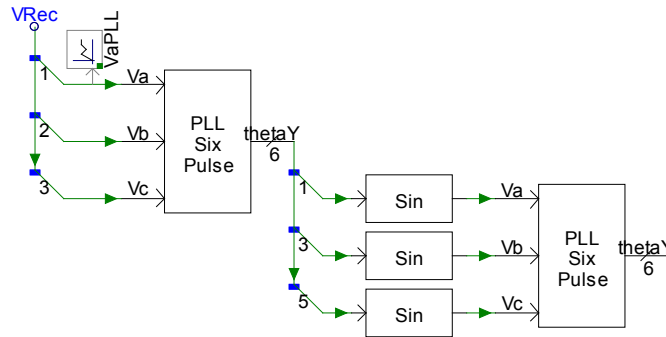 VRec
VaPLL
1
Va
2
Vb
3
Vc
PLL
Six
Pulse
thetaY
6
1
Sin
Va
3
Sin
Vb
5
Sin
Vc
PLL
Six
Pulse
thetaY
6